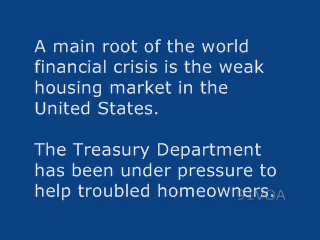 A main root of the world
financial crisis is the weak
housing market in the
United States.
The Treasury Department
has been under pressure to
help troubled homeowners.
51VOA